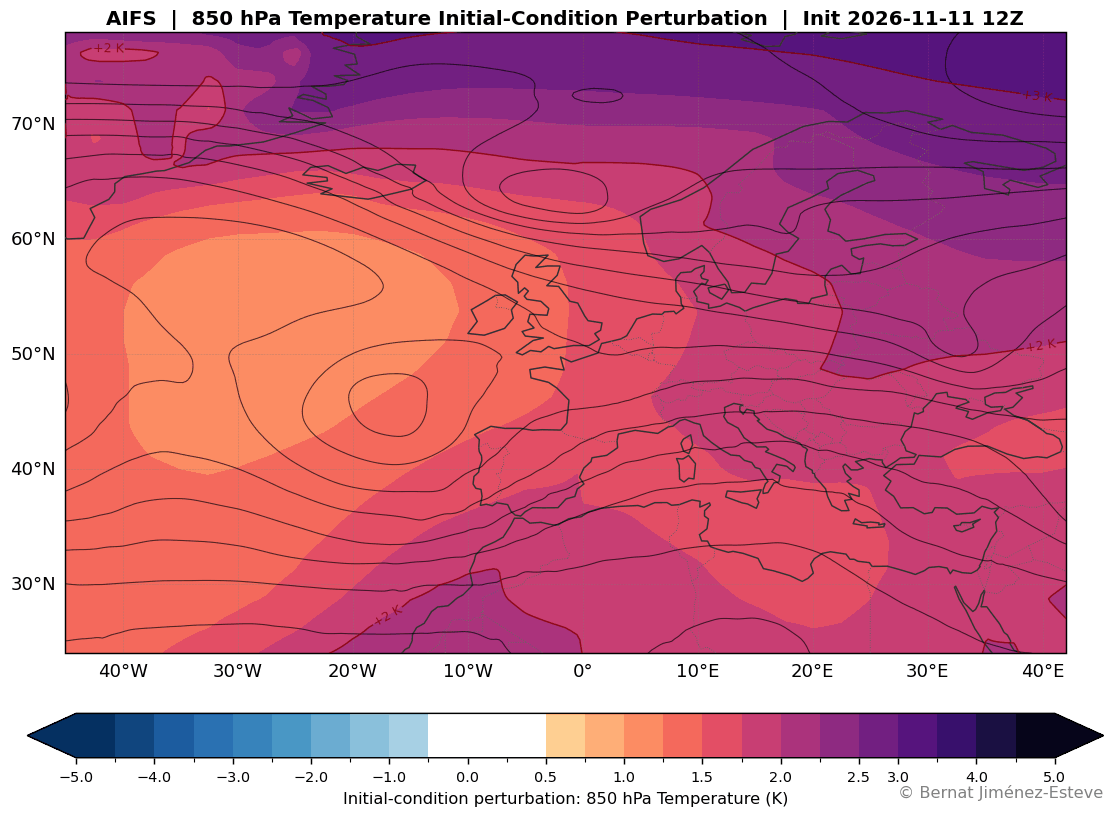 AIFS | 850 hPa Temperature Initial-Condition Perturbation | Init 2026-11-11 12Z
+2 K
+3 K
70°N
60°N
50°N
+2 K
40°N
30°N
+2 K
40°W 30°W 20°W 10°W 0° 10°E 20°E 30°E 40°E
−5.0 −4.0 −3.0 −2.0 −1.0 0.0 0.5 1.0 1.5 2.0 2.5 3.0 4.0 5.0
Initial-condition perturbation: 850 hPa Temperature (K)
© Bernat Jiménez-Esteve